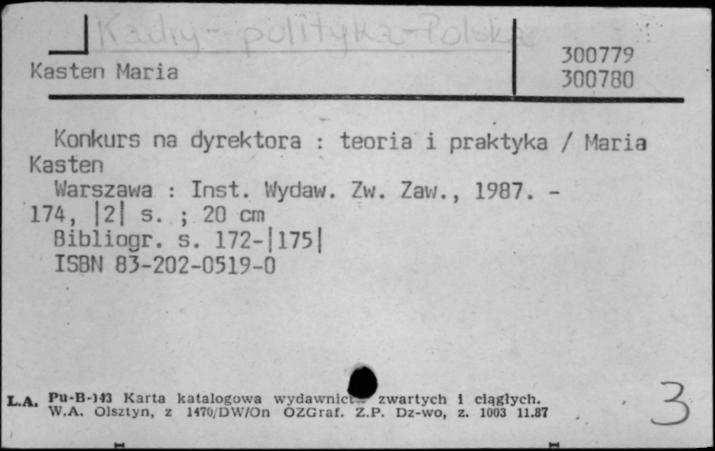 Kadry - polityka - Polska
300779
Kasten Maria
300780
Konkurs na dyrektora : teoria i praktyka / Maria
Kasten
Warszawa : Inst. Wydaw. Zw. Zaw., 1987. -
174, |2| s. ; 20 cm
Bibliogr. s. 172-|175|
ISBN 83-202-0519-0
L.A. Pu-B-143 Karta katalogowa zwartych i ciągłych.
W.A. Olsztyn, z 1470/DW/On OZGraf. Z.P. Dz-wo, z. 1003 11.87
3